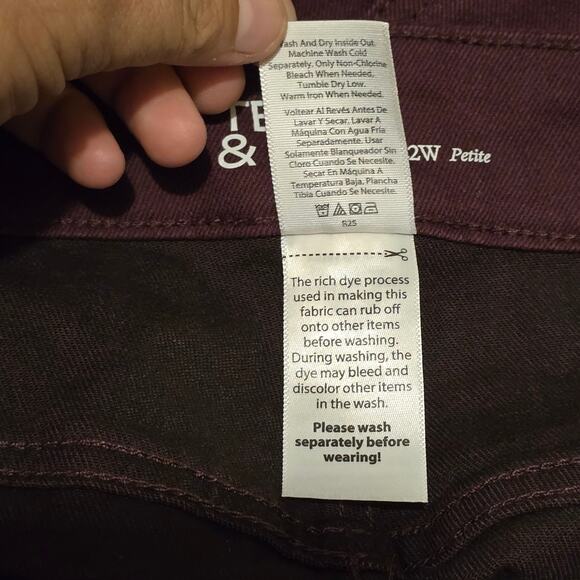 Wash And Dry Inside Out.
Machine Wash Cold
Separately. Only Non-Chlorine
Bleach When Needed.
Tumble Dry Low.
Warm Iron When Needed.
Voltear Al Revés Antes De
Lavar Y Secar. Lavar A
Máquina Con Agua Fría
Separadamente. Usar
Solamente Blanqueador Sin
Cloro Cuando Se Necesite.
Secar En Máquina A
Temperatura Baja. Plancha
Tibia Cuando Se Necesite.
R25
TE
&
2W Petite
The rich dye process
used in making this
fabric can rub off
onto other items
before washing.
During washing, the
dye may bleed and
discolor other items
in the wash.
Please wash
separately before
wearing!